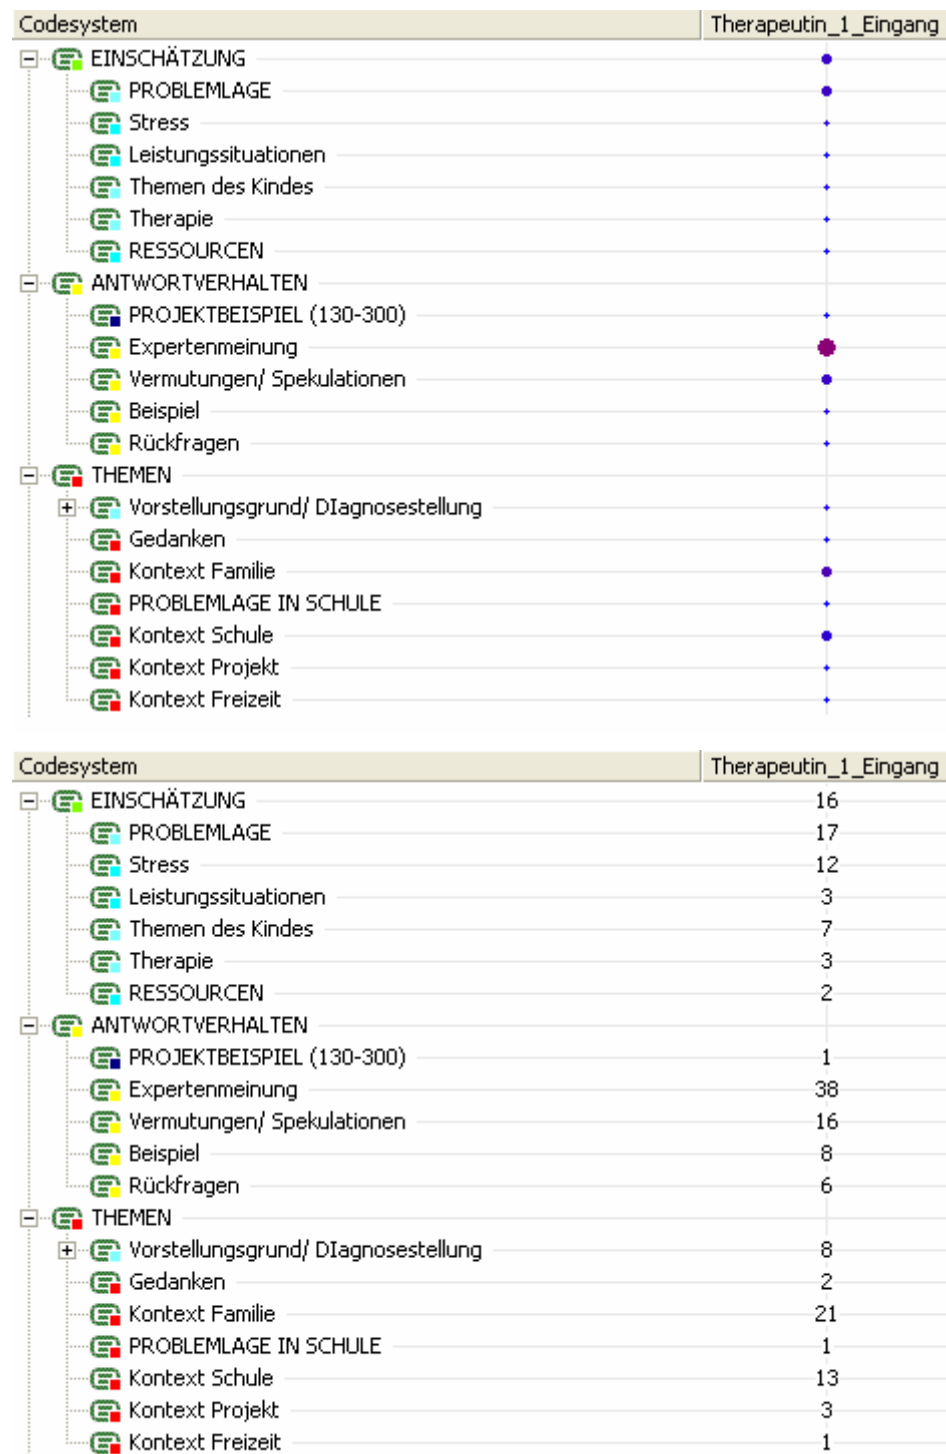 Codesystem Therapeutin_1_Eingang
EINSCHÄTZUNG
PROBLEMLAGE
Stress
Leistungssituationen
Themen des Kindes
Therapie
RESSOURCEN
ANTWORTVERHALTEN
PROJEKTBEISPIEL (130-300)
Expertenmeinung
Vermutungen/ Spekulationen
Beispiel
Rückfragen
THEMEN
Vorstellungsgrund/ DIagnosestellung
Gedanken
Kontext Familie
PROBLEMLAGE IN SCHULE
Kontext Schule
Kontext Projekt
Kontext Freizeit
Codesystem Therapeutin_1_Eingang
EINSCHÄTZUNG 16
PROBLEMLAGE 17
Stress 12
Leistungssituationen 3
Themen des Kindes 7
Therapie 3
RESSOURCEN 2
ANTWORTVERHALTEN
PROJEKTBEISPIEL (130-300) 1
Expertenmeinung 38
Vermutungen/ Spekulationen 16
Beispiel 8
Rückfragen 6
THEMEN
Vorstellungsgrund/ DIagnosestellung 8
Gedanken 2
Kontext Familie 21
PROBLEMLAGE IN SCHULE 1
Kontext Schule 13
Kontext Projekt 3
Kontext Freizeit 1